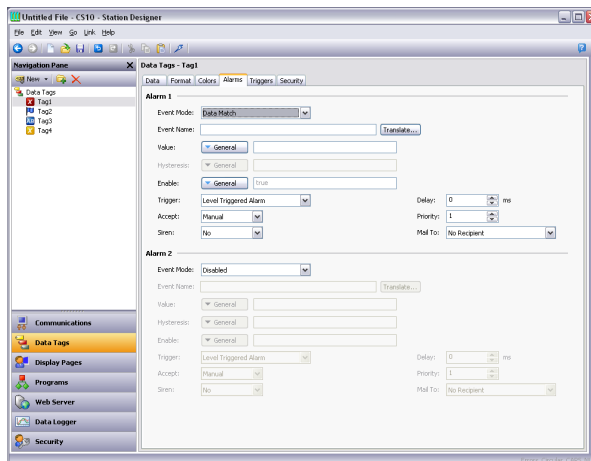 Untitled File - CS10 - Station Designer
File Edit View Go Link Help
Navigation Pane
New
Data Tags
Tag1
Tag2
Tag3
Tag4
Communications
Data Tags
Display Pages
Programs
Web Server
Data Logger
Security
Data Tags - Tag1
Data Format Colors Alarms Triggers Security
Alarm 1
Event Mode: Data Match
Event Name: Translate...
Value: General
Hysteresis: General
Enable: General true
Trigger: Level Triggered Alarm Delay: 0 ms
Accept: Manual Priority: 1
Siren: No Mail To: No Recipient
Alarm 2
Event Mode: Disabled
Event Name: Translate...
Value: General
Hysteresis: General
Enable: General
Trigger: Level Triggered Alarm Delay: 0 ms
Accept: Manual Priority: 1
Siren: No Mail To: No Recipient